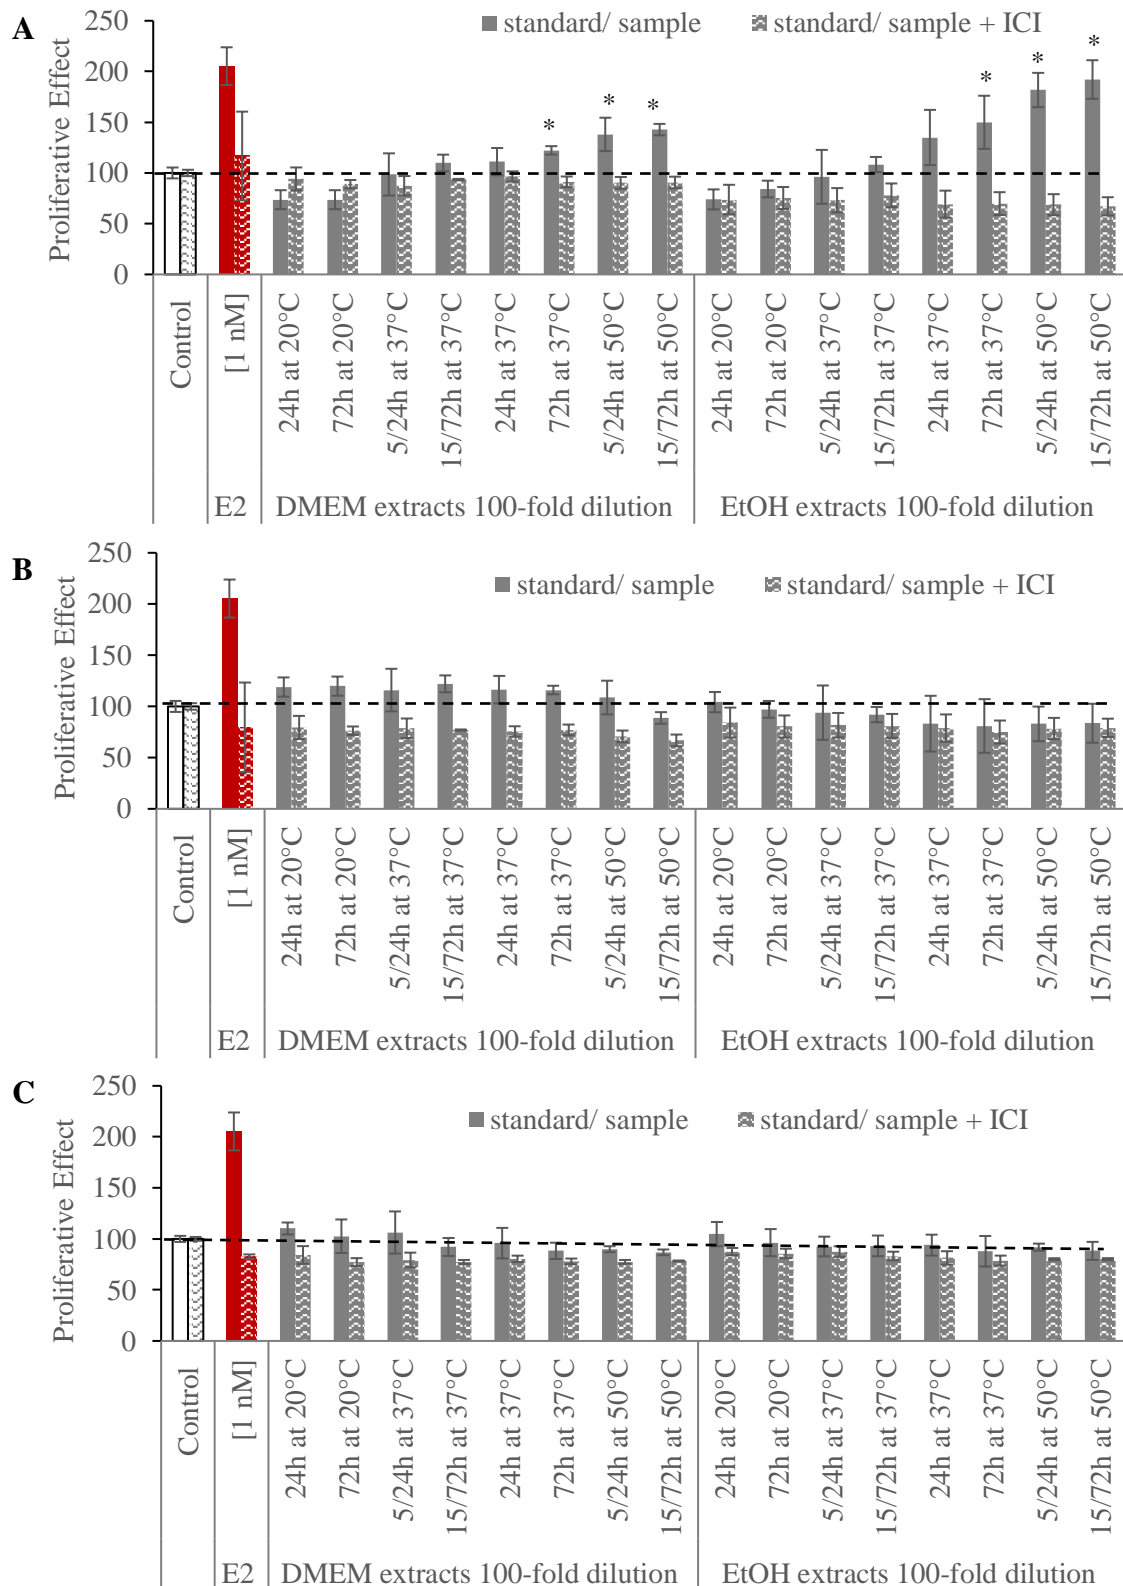 A
250
200
150
100
50
0
Proliferative Effect
standard/ sample
standard/ sample + ICI
*
*
*
*
*
*
Control
[1 nM]
24h at 20°C
72h at 20°C
5/24h at 37°C
15/72h at 37°C
24h at 37°C
72h at 37°C
5/24h at 50°C
15/72h at 50°C
24h at 20°C
72h at 20°C
5/24h at 37°C
15/72h at 37°C
24h at 37°C
72h at 37°C
5/24h at 50°C
15/72h at 50°C
E2
DMEM extracts 100-fold dilution
EtOH extracts 100-fold dilution
B
250
200
150
100
50
0
Proliferative Effect
standard/ sample
standard/ sample + ICI
Control
[1 nM]
24h at 20°C
72h at 20°C
5/24h at 37°C
15/72h at 37°C
24h at 37°C
72h at 37°C
5/24h at 50°C
15/72h at 50°C
24h at 20°C
72h at 20°C
5/24h at 37°C
15/72h at 37°C
24h at 37°C
72h at 37°C
5/24h at 50°C
15/72h at 50°C
E2
DMEM extracts 100-fold dilution
EtOH extracts 100-fold dilution
C
250
200
150
100
50
0
Proliferative Effect
standard/ sample
standard/ sample + ICI
Control
[1 nM]
24h at 20°C
72h at 20°C
5/24h at 37°C
15/72h at 37°C
24h at 37°C
72h at 37°C
5/24h at 50°C
15/72h at 50°C
24h at 20°C
72h at 20°C
5/24h at 37°C
15/72h at 37°C
24h at 37°C
72h at 37°C
5/24h at 50°C
15/72h at 50°C
E2
DMEM extracts 100-fold dilution
EtOH extracts 100-fold dilution